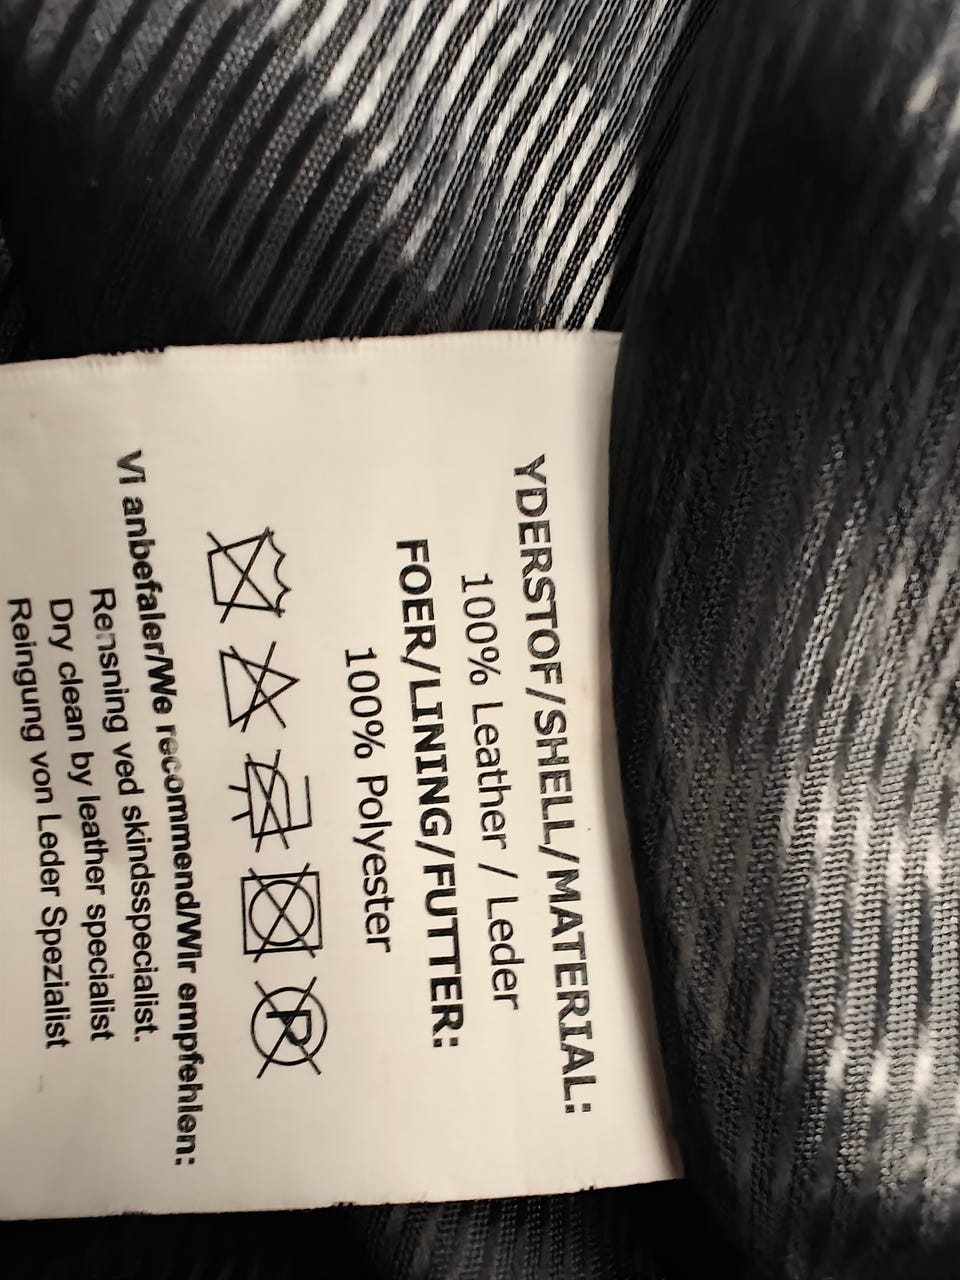 YDERSTOF/SHELL/MATERIAL:
100% Leather / Leder
FOER/LINING/FUTTER:
100% Polyester
P
Vi anbefaler/We recommend/Wir empfehlen:
Rensning ved skindsspecialist.
Dry clean by leather specialist
Reingung von Leder Spezialist